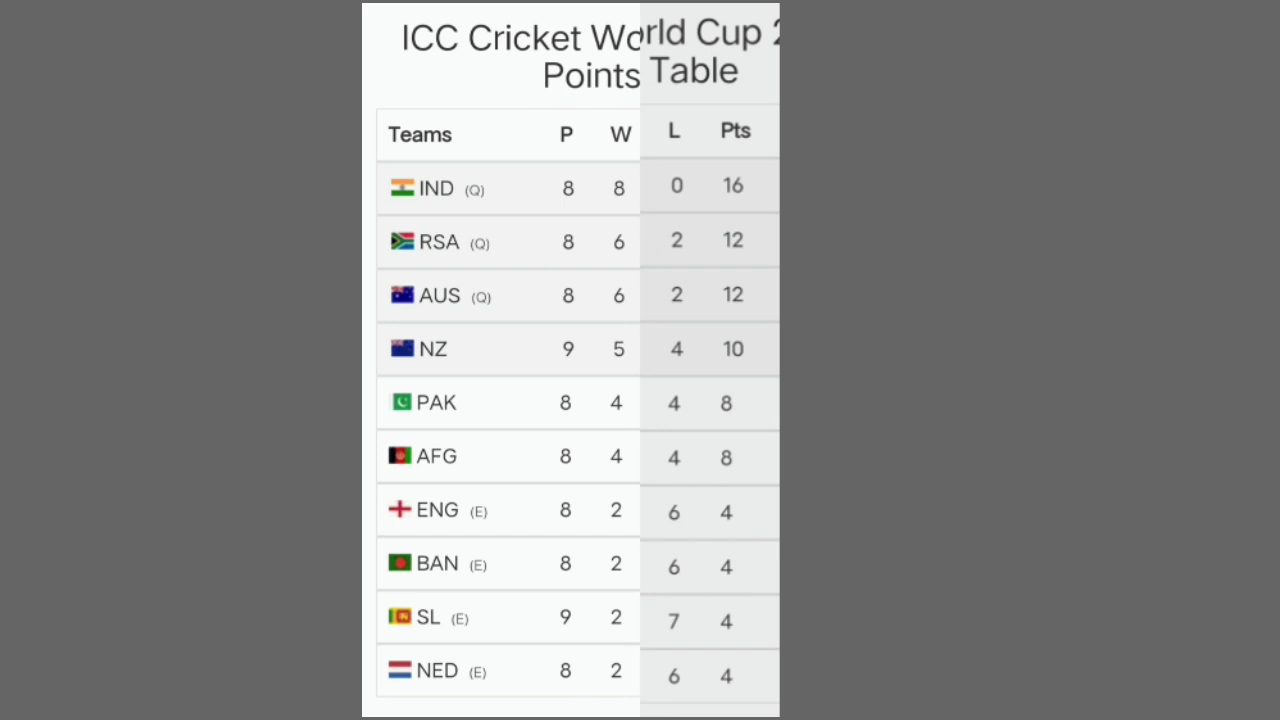 ICC Cricket World Cup 2
Points Table
Teams P W L Pts
IND (Q) 8 8 0 16
RSA (Q) 8 6 2 12
AUS (Q) 8 6 2 12
NZ 9 5 4 10
PAK 8 4 4 8
AFG 8 4 4 8
ENG (E) 8 2 6 4
BAN (E) 8 2 6 4
SL (E) 9 2 7 4
NED (E) 8 2 6 4